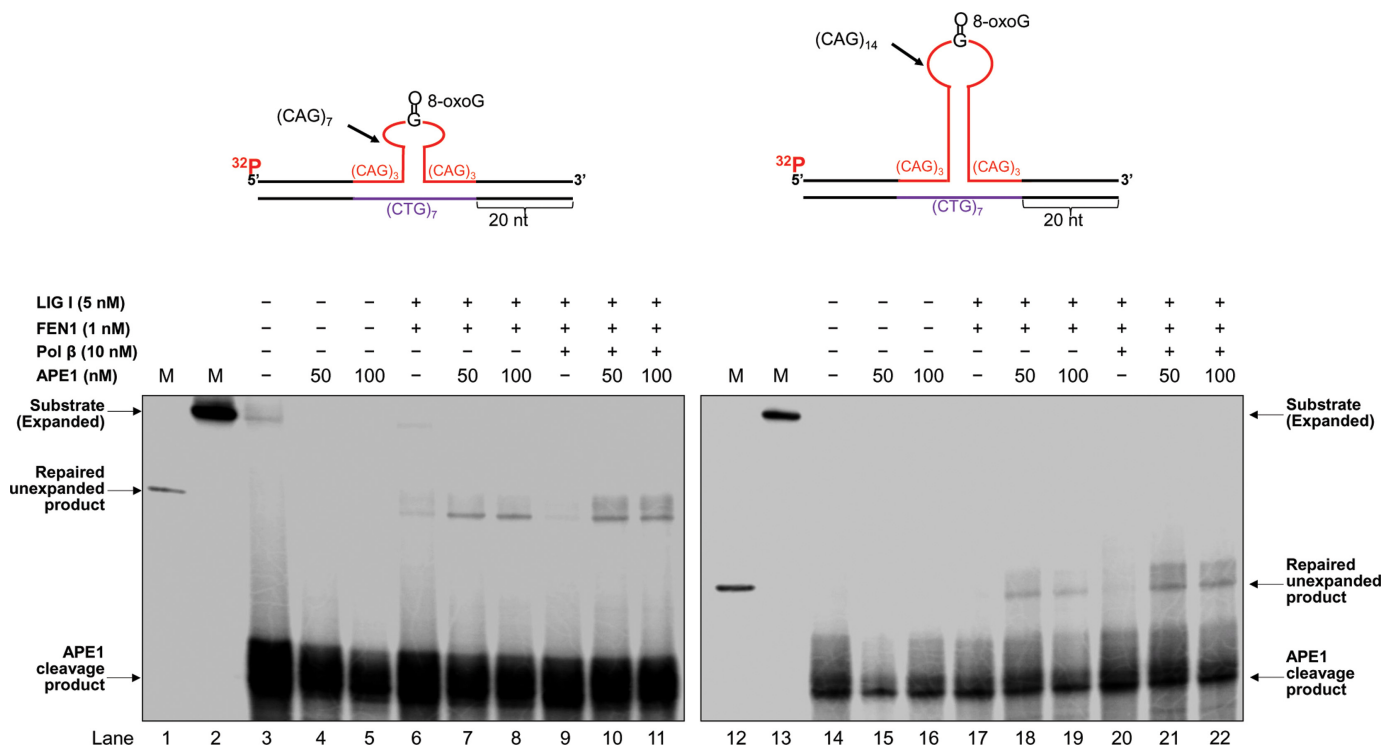 O
G 8-oxoG
(CAG)7
32P
5’ (CAG)3 (CAG)3 3’
(CTG)7
20 nt
O
G 8-oxoG
(CAG)14
32P
5’ (CAG)3 (CAG)3 3’
(CTG)7
20 nt
LIG I (5 nM) – – – + + + + + + – – – + + + + + +
FEN1 (1 nM) – – – + + + + + + – – – + + + + + +
Pol β (10 nM) – – – – – – + + + – – – – – – + + +
APE1 (nM) M M – 50 100 – 50 100 – 50 100 M M – 50 100 – 50 100 – 50 100
Substrate
(Expanded)
Repaired
unexpanded
product
APE1
cleavage
product
Substrate
(Expanded)
Repaired
unexpanded
product
APE1
cleavage
product
Lane 1 2 3 4 5 6 7 8 9 10 11 12 13 14 15 16 17 18 19 20 21 22